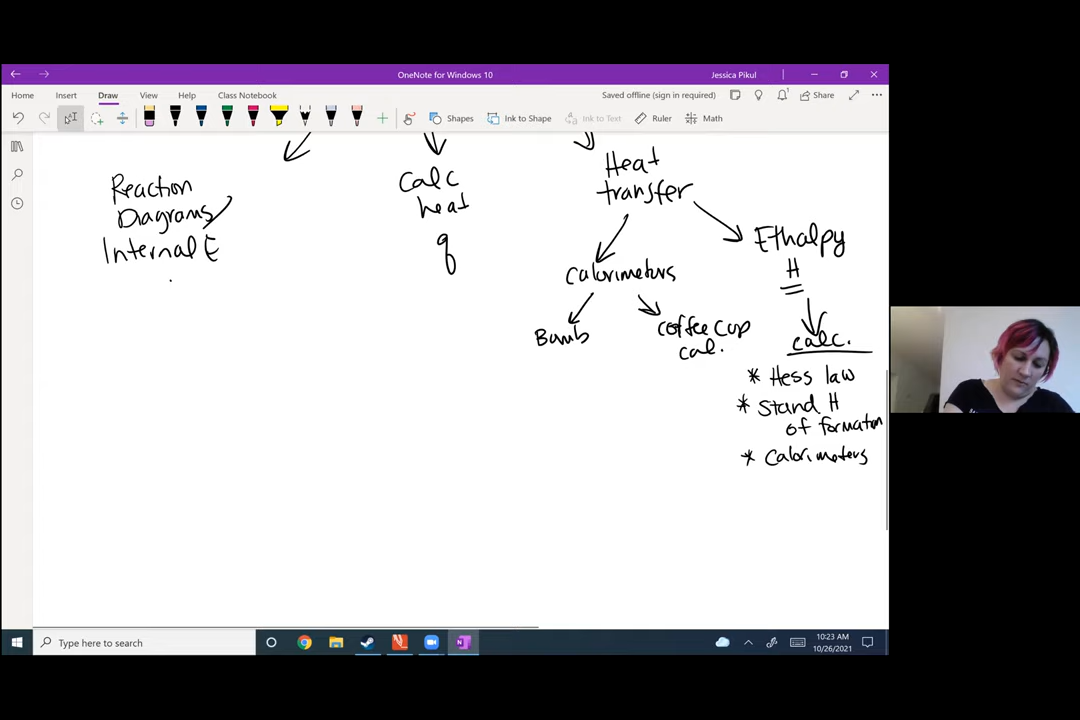 OneNote for Windows 10
Jessica Pikul
Home Insert Draw View Help Class Notebook
Saved offline (sign in required)
Share
Shapes
Ink to Shape
Ink to Text
Ruler
Math
Reaction
Diagrams
Internal E
Calc
heat
q
Heat
transfer
Calorimeters
Bomb
coffee cup
cal.
Ethalpy
H
calc.
* Hess law
* Stand H
of formation
* Calorimeters
Type here to search
10:23 AM
10/26/2021